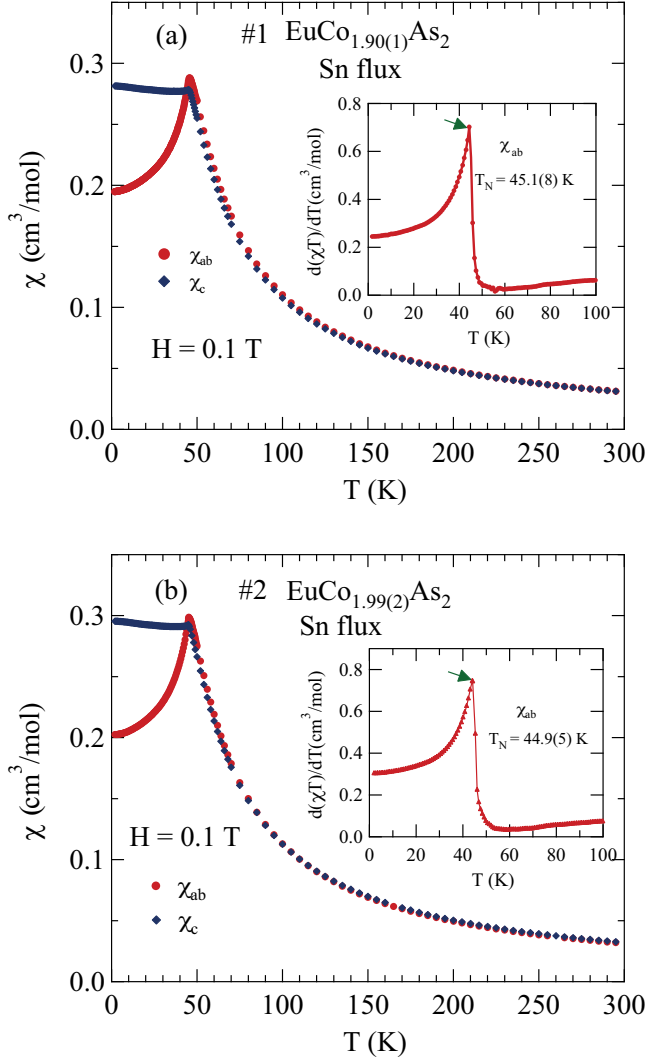 (a) #1 EuCo1.90(1)As2
Sn flux
0.3
0.2
0.1
0.0
χ (cm3/mol)
χab
χc
H = 0.1 T
0 50 100 150 200 250 300
T (K)
0.8
0.6
0.4
0.2
0.0
d(χT)/dT(cm3/mol)
χab
TN = 45.1(8) K
0 20 40 60 80 100
T (K)
(b) #2 EuCo1.99(2)As2
Sn flux
0.3
0.2
0.1
0.0
χ (cm3/mol)
H = 0.1 T
χab
χc
0 50 100 150 200 250 300
T (K)
0.8
0.6
0.4
0.2
0.0
d(χT)/dT(cm3/mol)
χab
TN = 44.9(5) K
0 20 40 60 80 100
T (K)